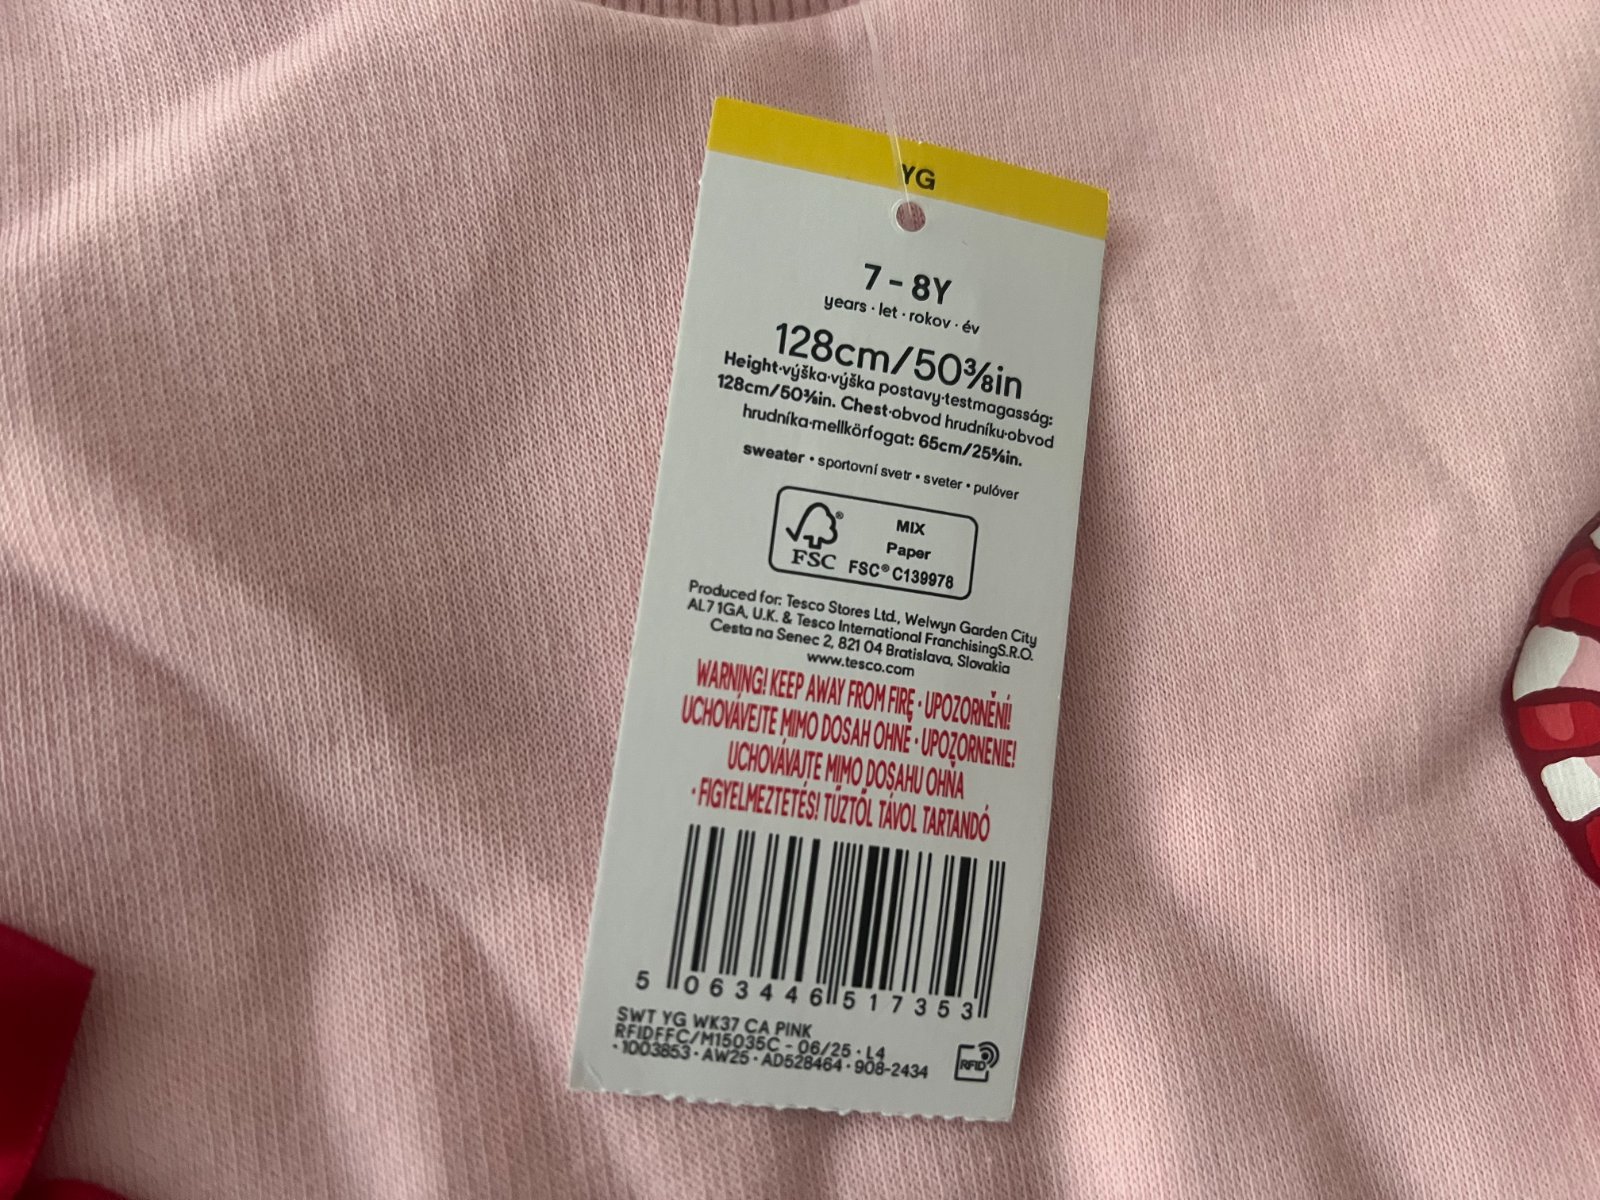 YG
7 - 8Y
years · let · rokov · év
128cm/50⅜in
Height·výška·výška postavy·testmagasság:
128cm/50⅜in. Chest·obvod hrudníku·obvod
hrudníka·mellkörfogat: 65cm/25⅝in.
sweater • sportovní svetr • sveter • pulóver
MIX
Paper
FSC® C139978
FSC
®
Produced for: Tesco Stores Ltd., Welwyn Garden City
AL7 1GA, U.K. & Tesco International FranchisingS.R.O.
Cesta na Senec 2, 821 04 Bratislava, Slovakia
www.tesco.com
WARNING! KEEP AWAY FROM FIRE · UPOZORNĚNÍ!
UCHOVÁVEJTE MIMO DOSAH OHNĚ · UPOZORNENIE!
UCHOVÁVAJTE MIMO DOSAHU OHŇA
· FIGYELMEZTETÉS! TŰZTŐL TÁVOL TARTANDÓ
5 063446 517353
SWT YG WK37 CA PINK
RFIDFFC/M15035C - 06/25 · L4
· 1003853 · AW25 · AD528464 · 908-2434
RFID